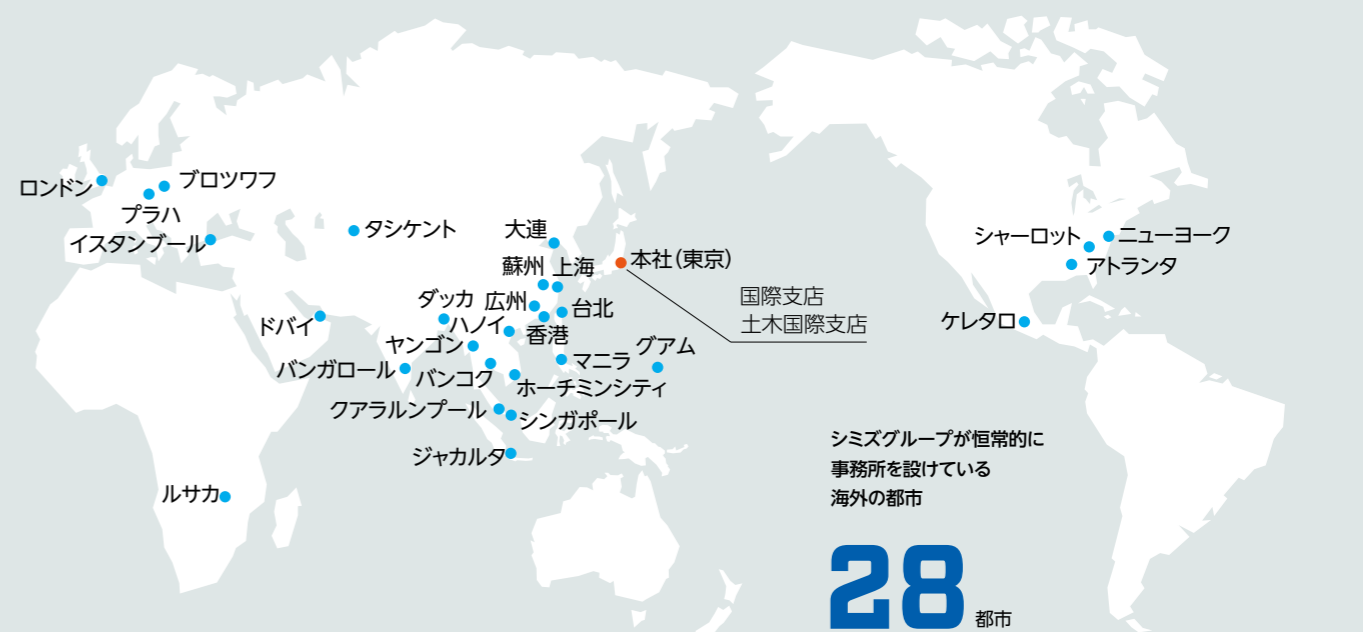 ロンドン
ブロツワフ
プラハ
イスタンブール
タシケント
大連
蘇州
上海
本社(東京)
国際支店
土木国際支店
ダッカ
広州
台北
ハノイ
香港
ドバイ
ヤンゴン
グアム
マニラ
バンガロール
バンコク
ホーチミンシティ
クアラルンプール
シンガポール
ジャカルタ
ルサカ
シャーロット
ニューヨーク
アトランタ
ケレタロ
シミズグループが恒常的に
事務所を設けている
海外の都市
28都市